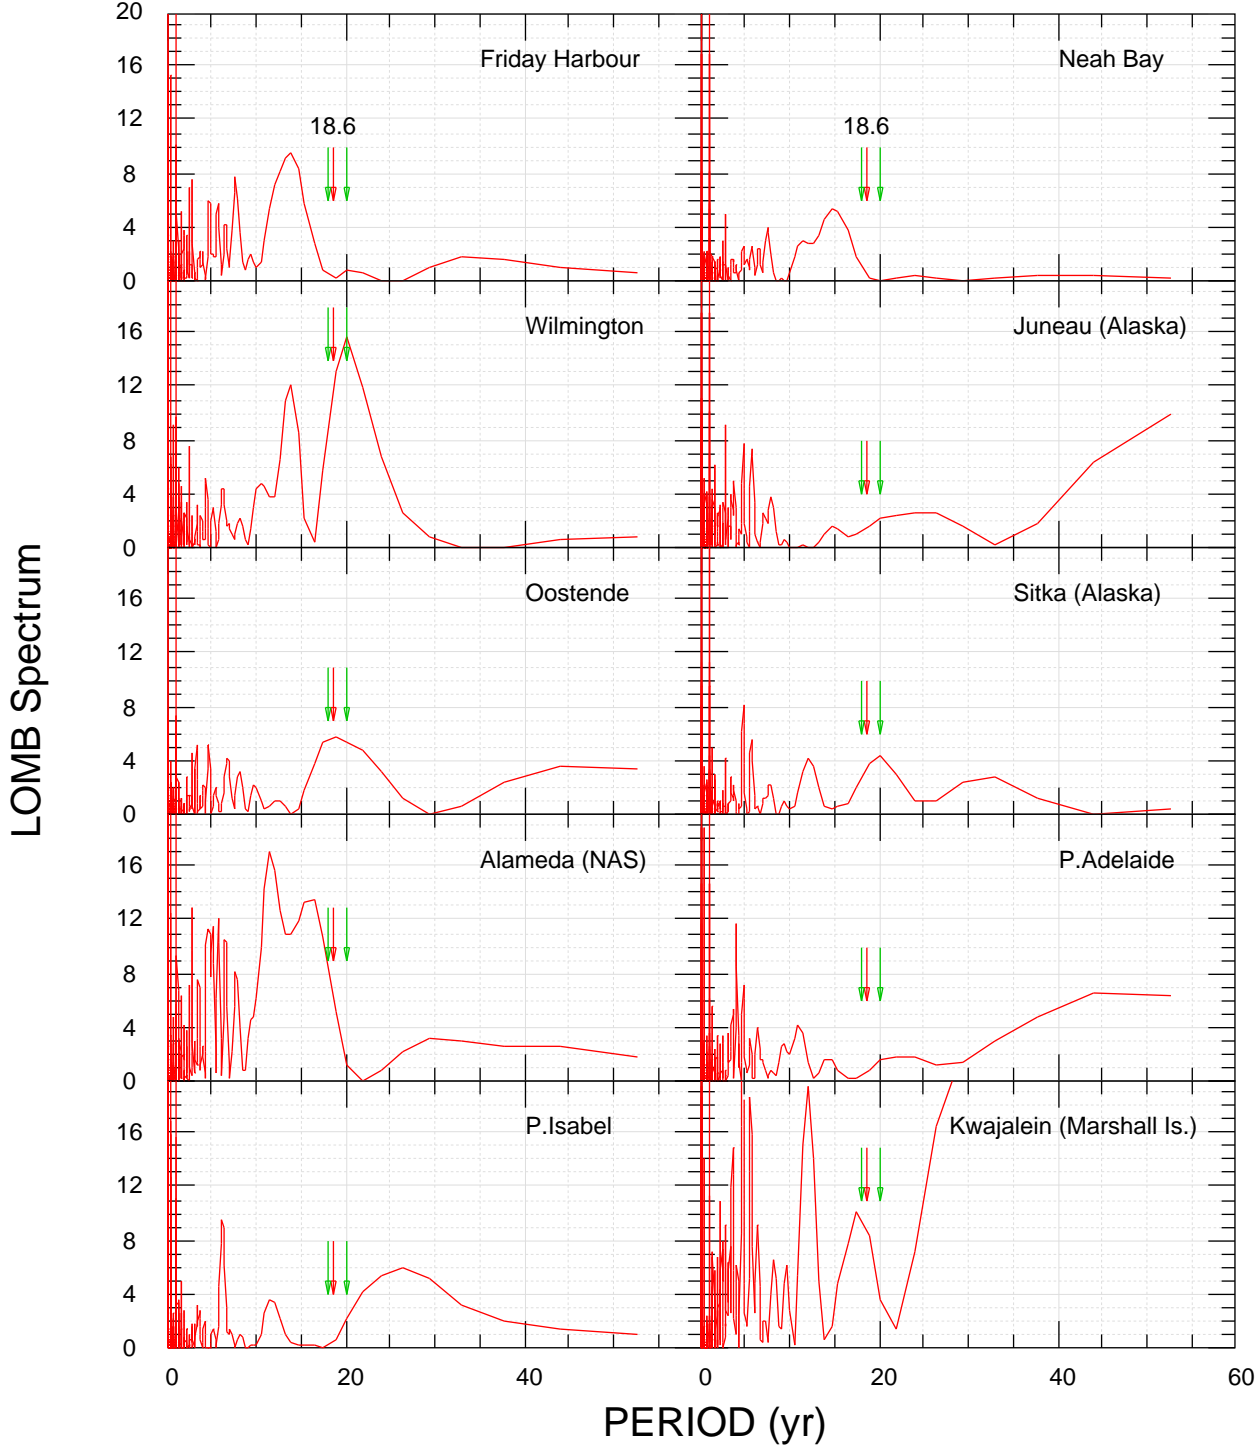 20
16
12
8
4
0
Friday Harbour
18.6
Neah Bay
18.6
16
12
8
4
0
Wilmington
Juneau (Alaska)
16
12
8
4
0
Oostende
Sitka (Alaska)
16
12
8
4
0
Alameda (NAS)
P.Adelaide
16
12
8
4
0
P.Isabel
Kwajalein (Marshall Is.)
0 20 40 0 20 40 60
LOMB Spectrum
PERIOD (yr)